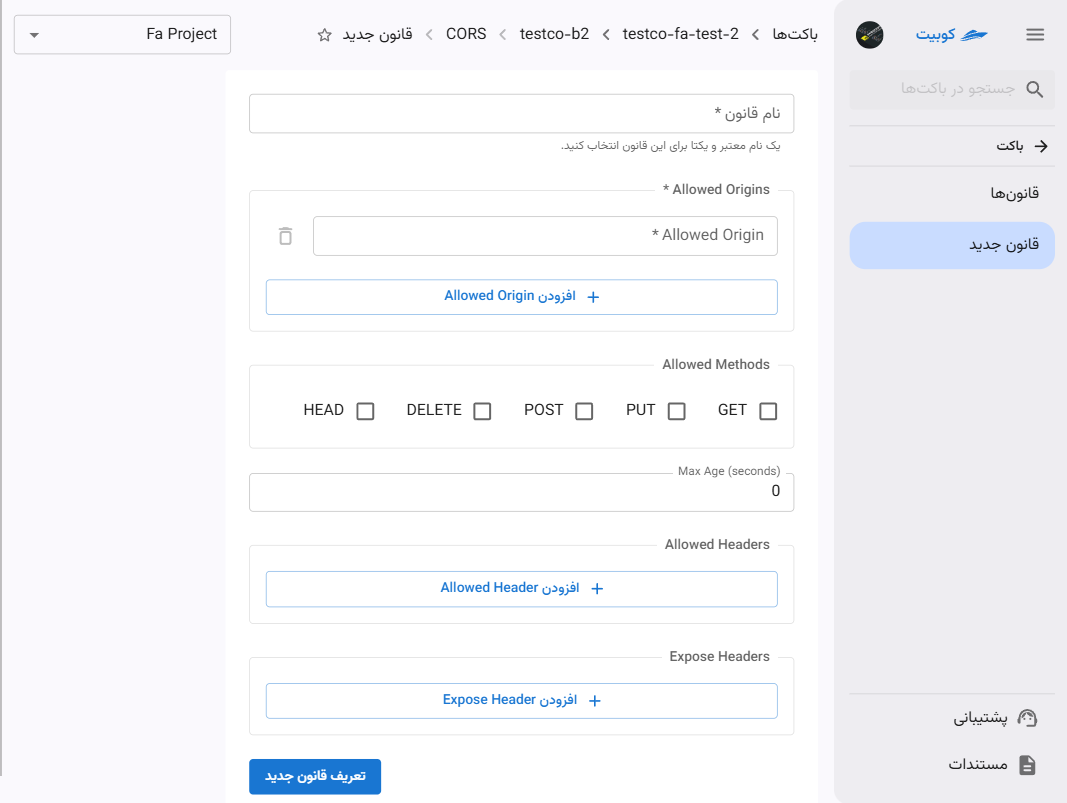 کوبیت
باکت‌ها
testco-fa-test-2
testco-b2
CORS
قانون جدید
Fa Project
جستجو در باکت‌ها
باکت
قانون‌ها
قانون جدید
نام قانون *
یک نام معتبر و یکتا برای این قانون انتخاب کنید.
Allowed Origins *
Allowed Origin *
افزودن Allowed Origin
Allowed Methods
GET
PUT
POST
DELETE
HEAD
Max Age (seconds)
0
Allowed Headers
افزودن Allowed Header
Expose Headers
افزودن Expose Header
تعریف قانون جدید
پشتیبانی
مستندات